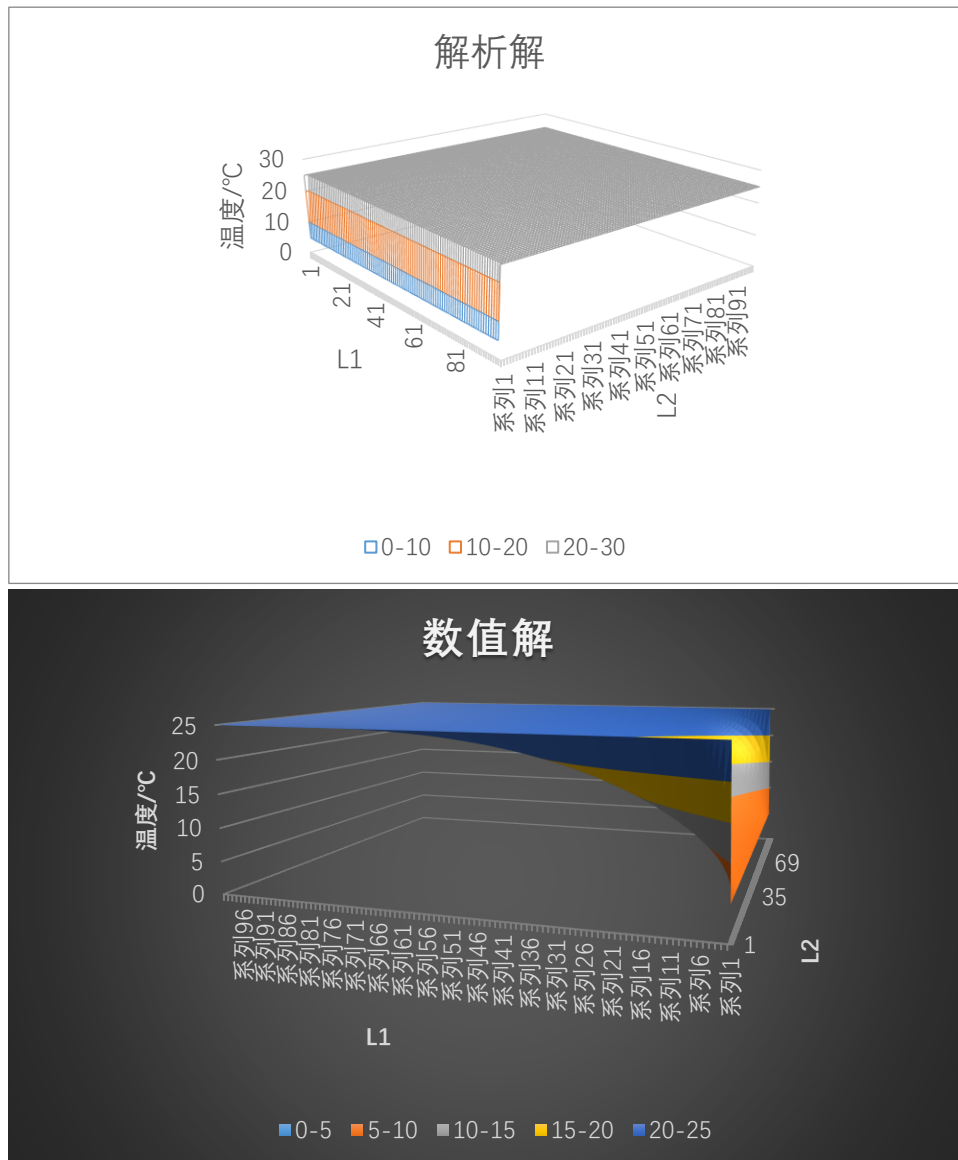 解析解
30
20
10
0
温度/℃
1
21
41
61
81
L1
系列1
系列11
系列21
系列31
系列41
系列51
系列61
系列71
系列81
系列91
L2
0-10 10-20 20-30
数值解
25
20
15
10
5
0
温度/℃
系列96
系列91
系列86
系列81
系列76
系列71
系列66
系列61
系列56
系列51
系列46
系列41
系列36
系列31
系列26
系列21
系列16
系列11
系列6
系列1
1
35
69
L2
L1
0-5 5-10 10-15 15-20 20-25